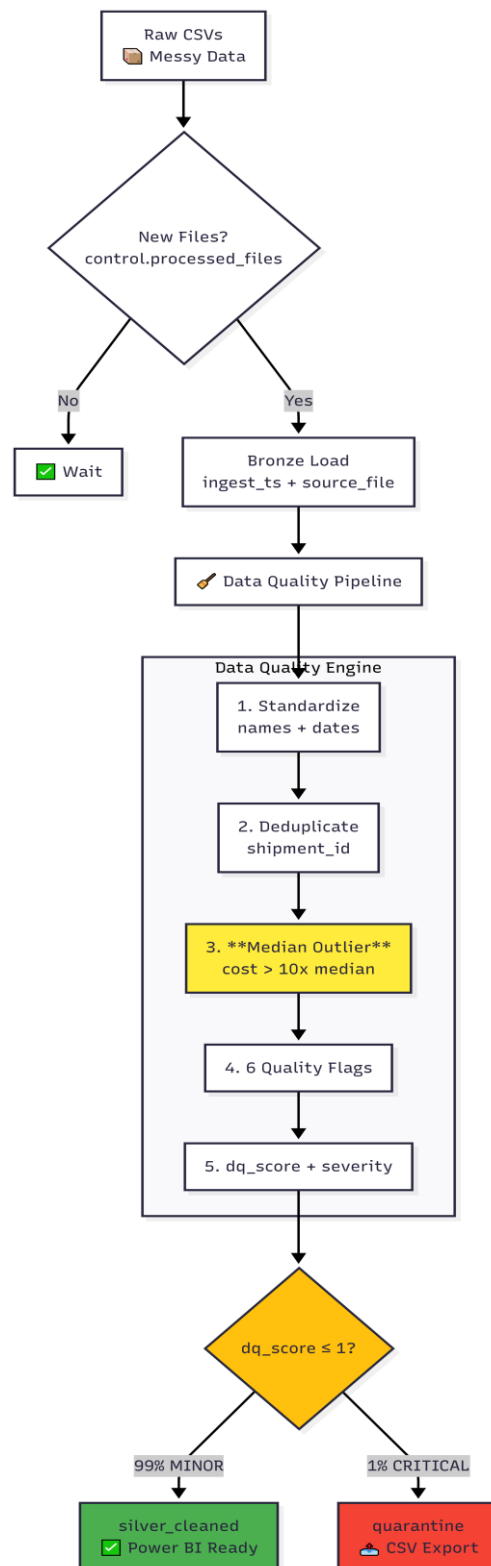 Raw CSVs
📦 Messy Data
New Files?
control.processed_files
No
Yes
✅ Wait
Bronze Load
ingest_ts + source_file
🧹 Data Quality Pipeline
Data Quality Engine
1. Standardize
names + dates
2. Deduplicate
shipment_id
3. **Median Outlier**
cost > 10x median
4. 6 Quality Flags
5. dq_score + severity
dq_score ≤ 1?
99% MINOR
1% CRITICAL
silver_cleaned
✅ Power BI Ready
quarantine
📤 CSV Export